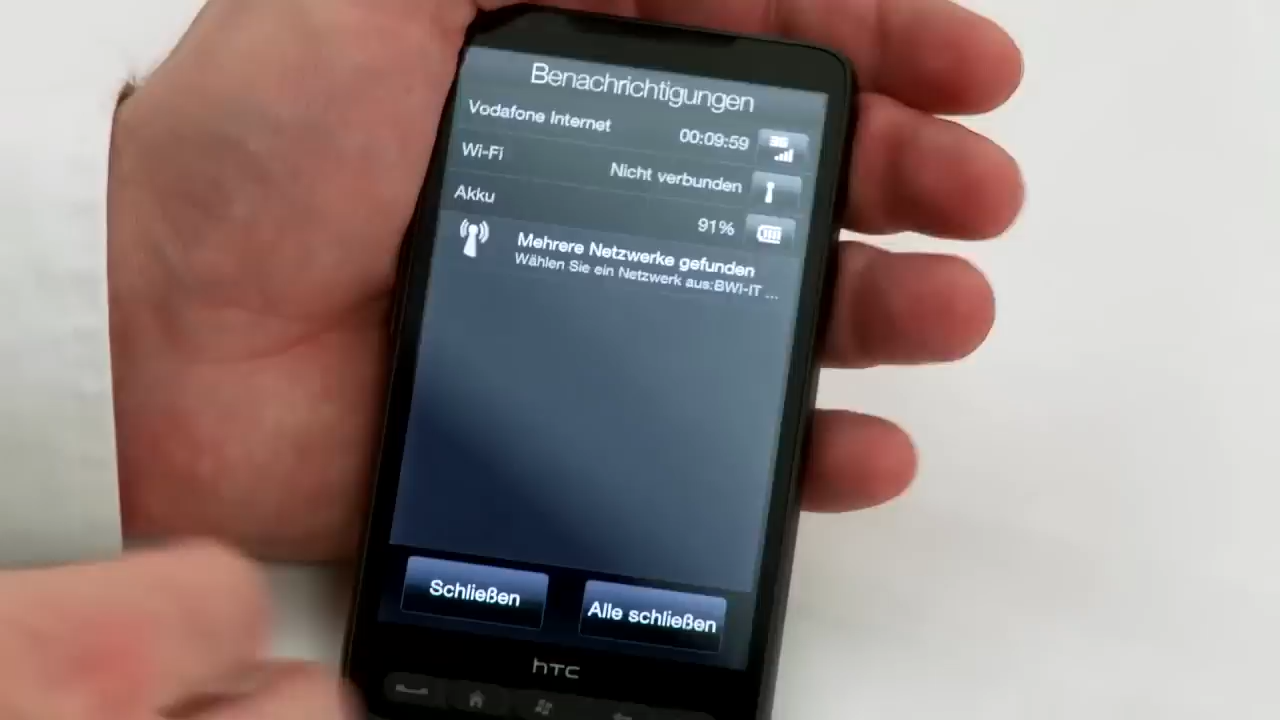 Benachrichtigungen
Vodafone Internet 00:09:59
3G
Wi-Fi Nicht verbunden
Akku 91%
Mehrere Netzwerke gefunden
Wählen Sie ein Netzwerk aus:BWI-IT ...
Schließen Alle schließen
hTC